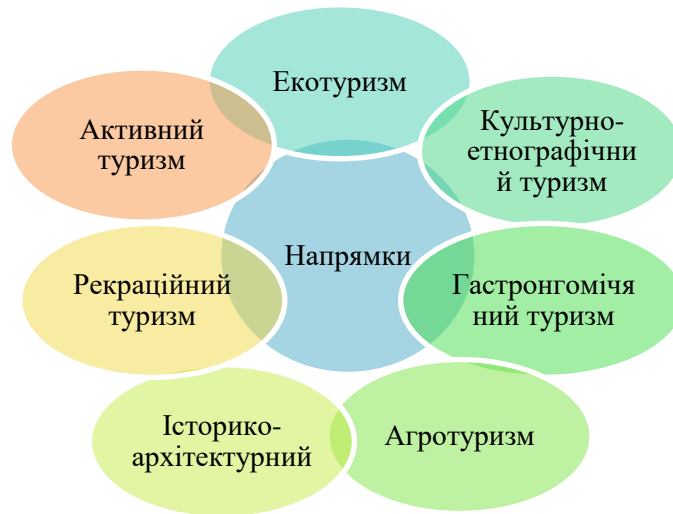 Екотуризм
Культурно-
етнографічни
й туризм
Гастронгомічя
ний туризм
Агротуризм
Історико-
архітектурний
Рекраційний
туризм
Активний
туризм
Напрямки